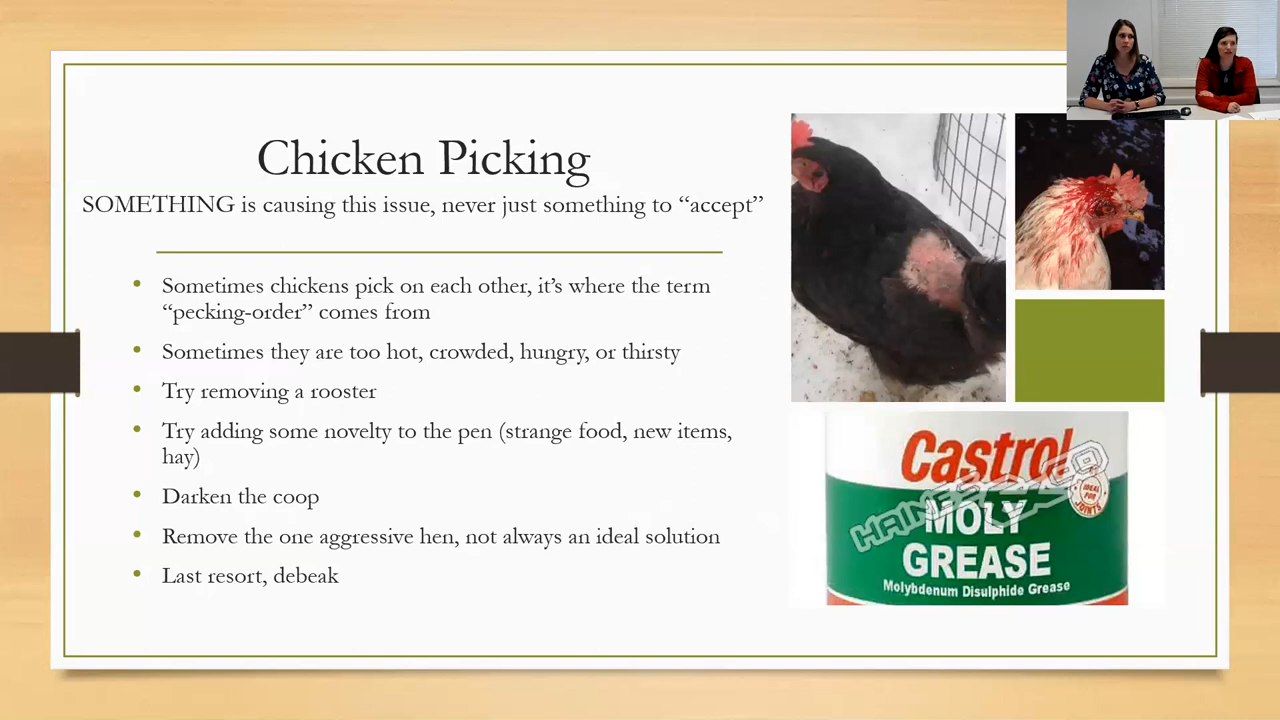 Chicken Picking
SOMETHING is causing this issue, never just something to “accept”
• Sometimes chickens pick on each other, it’s where the term
“pecking-order” comes from
• Sometimes they are too hot, crowded, hungry, or thirsty
• Try removing a rooster
• Try adding some novelty to the pen (strange food, new items,
hay)
• Darken the coop
• Remove the one aggressive hen, not always an ideal solution
• Last resort, debeak
Castrol
IDEAL
FOR
JOINTS
MOLY
GREASE
Molybdenum Disulphide Grease